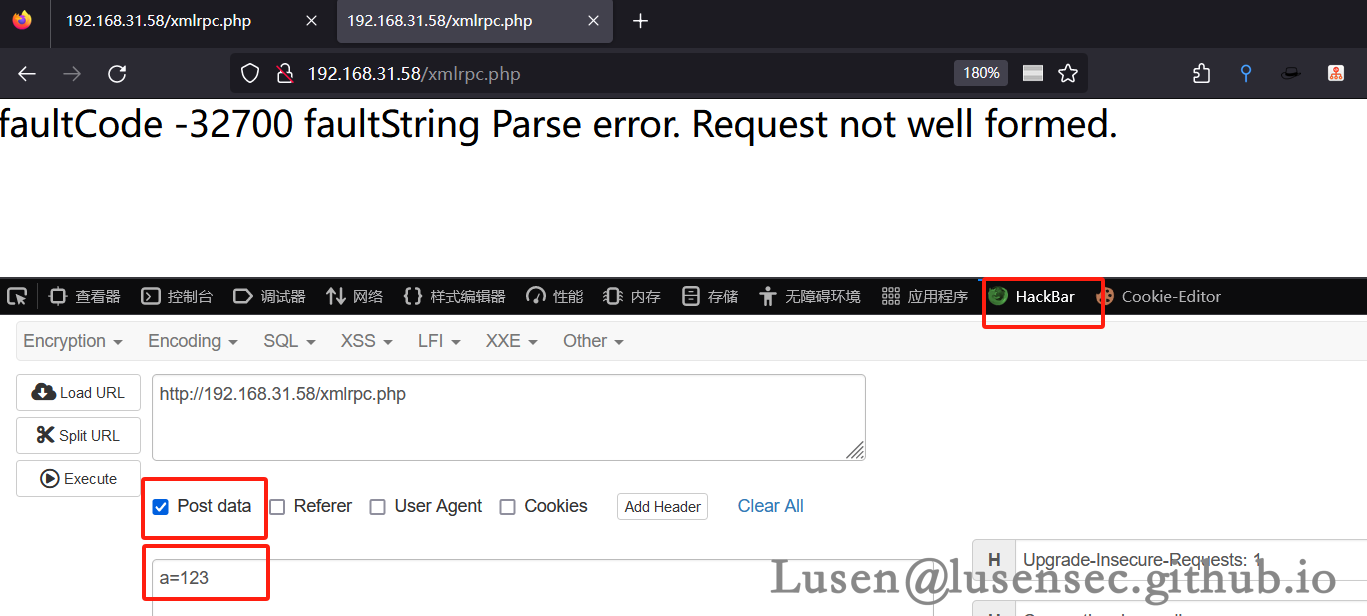 192.168.31.58/xmlrpc.php
192.168.31.58/xmlrpc.php
192.168.31.58/xmlrpc.php
180%
faultCode -32700 faultString Parse error. Request not well formed.
查看器 控制台 调试器 网络 {} 样式编辑器 性能 内存 存储 无障碍环境 应用程序 HackBar Cookie-Editor
Encryption Encoding SQL XSS LFI XXE Other
Load URL
http://192.168.31.58/xmlrpc.php
Split URL
Execute
Post data Referer User Agent Cookies Add Header Clear All
H Upgrade-Insecure-Requests: 1
a=123
Lusen@lusensec.github.io